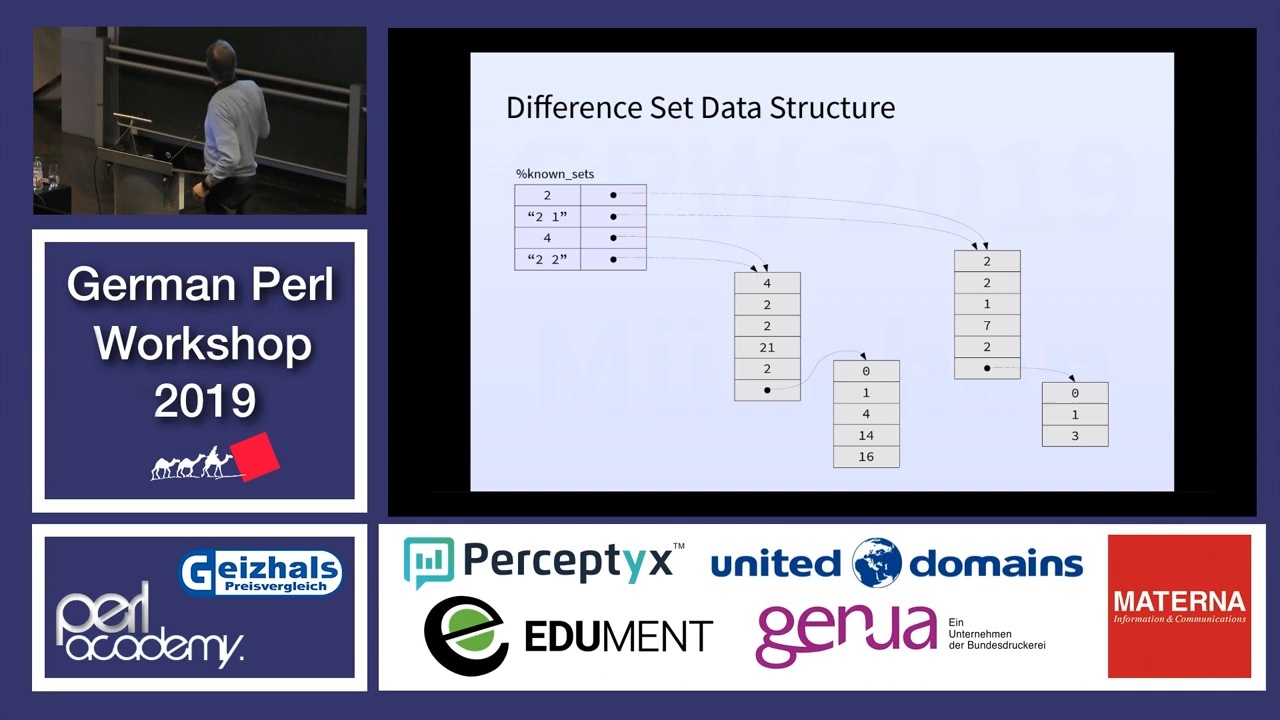 Difference Set Data Structure
%known_sets
2
“2 1”
4
“2 2”
4
2
2
21
2
0
1
4
14
16
2
2
1
7
2
0
1
3
German Perl
Workshop
2019
Geizhals
Preisvergleich
perl
academy.
Perceptyx™
united domains
EDUMENT
genua
Ein
Unternehmen
der Bundesdruckerei
MATERNA
Information & Communications